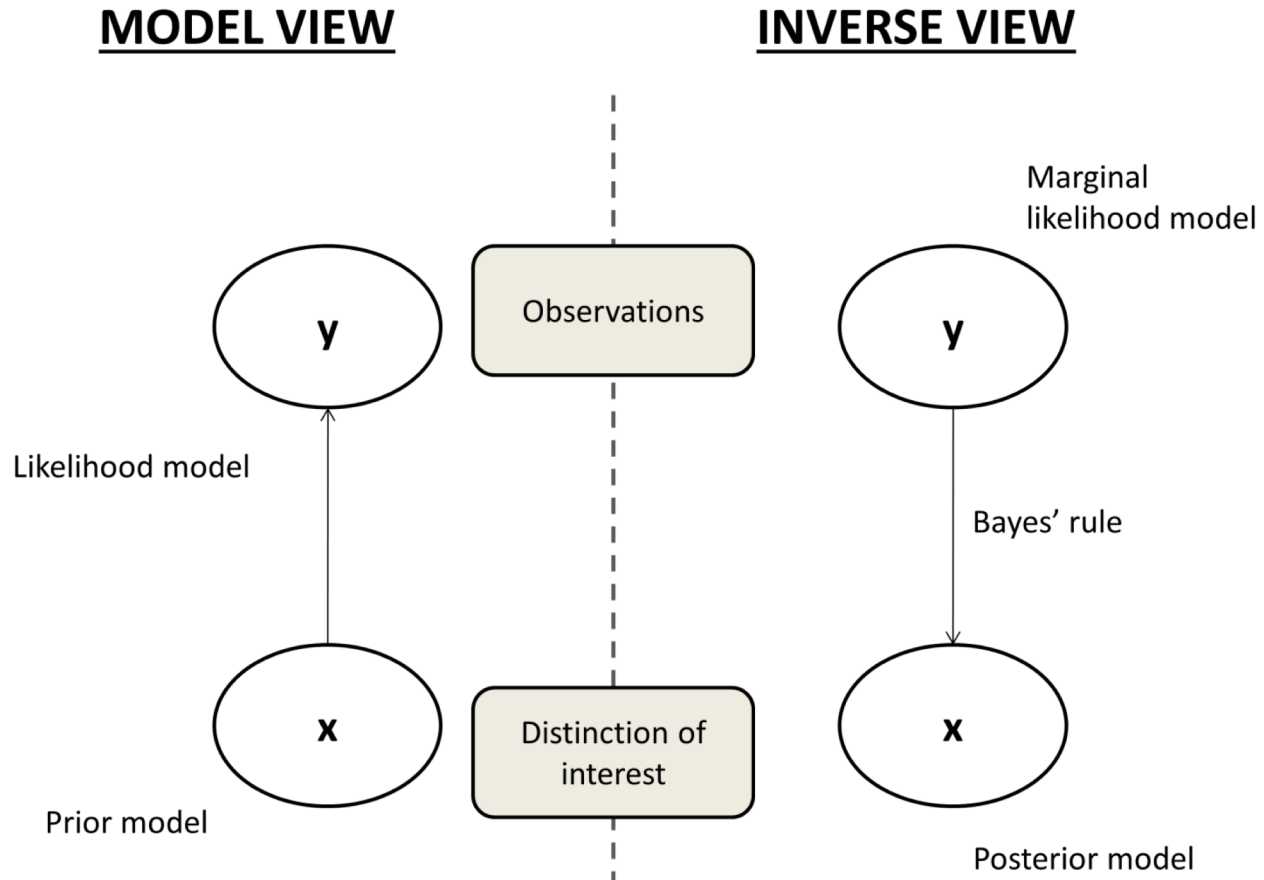 MODEL VIEW
INVERSE VIEW
Marginal
likelihood model
y
Observations
y
Likelihood model
Bayes’ rule
x
Distinction of
interest
x
Prior model
Posterior model